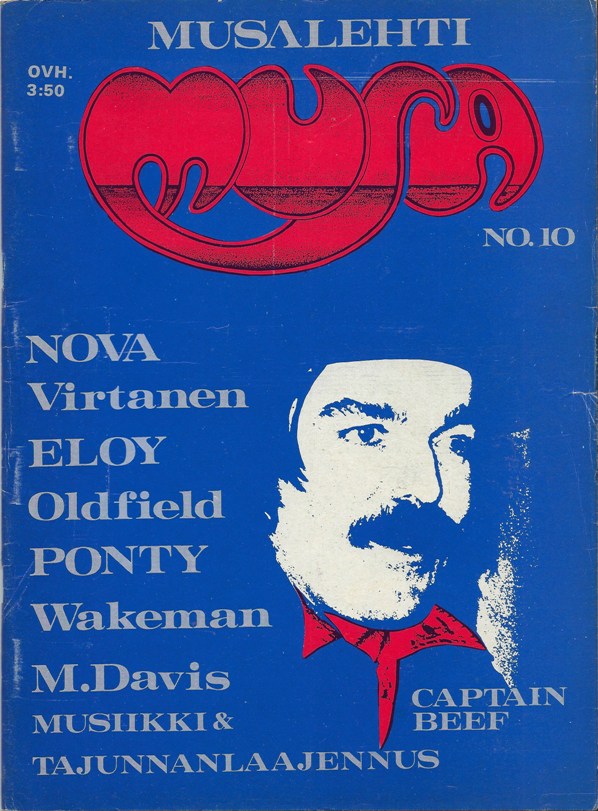 MUSALEHTI
OVH.
3:50
MUSA
NO. 10
NOVA
Virtanen
ELOY
Oldfield
PONTY
Wakeman
M.Davis
MUSIIKKI &
TAJUNNANLAAJENNUS
CAPTAIN
BEEF